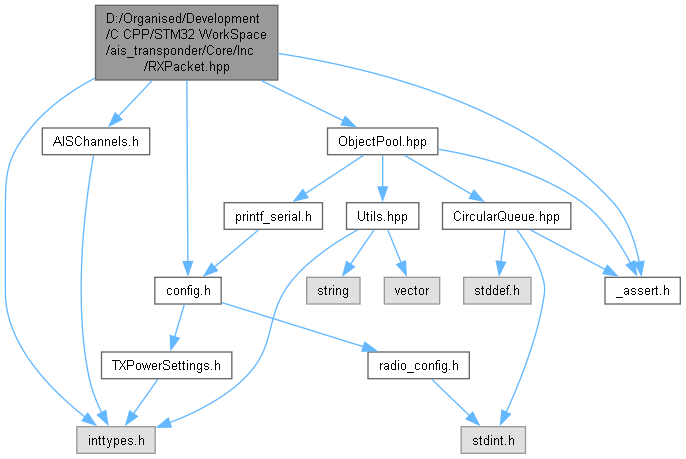 D:/Organised/Development
/C CPP/STM32 WorkSpace
/ais_transponder/Core/Inc
/RXPacket.hpp
AISChannels.h
ObjectPool.hpp
printf_serial.h
Utils.hpp
CircularQueue.hpp
config.h
string
vector
stddef.h
_assert.h
TXPowerSettings.h
radio_config.h
inttypes.h
stdint.h